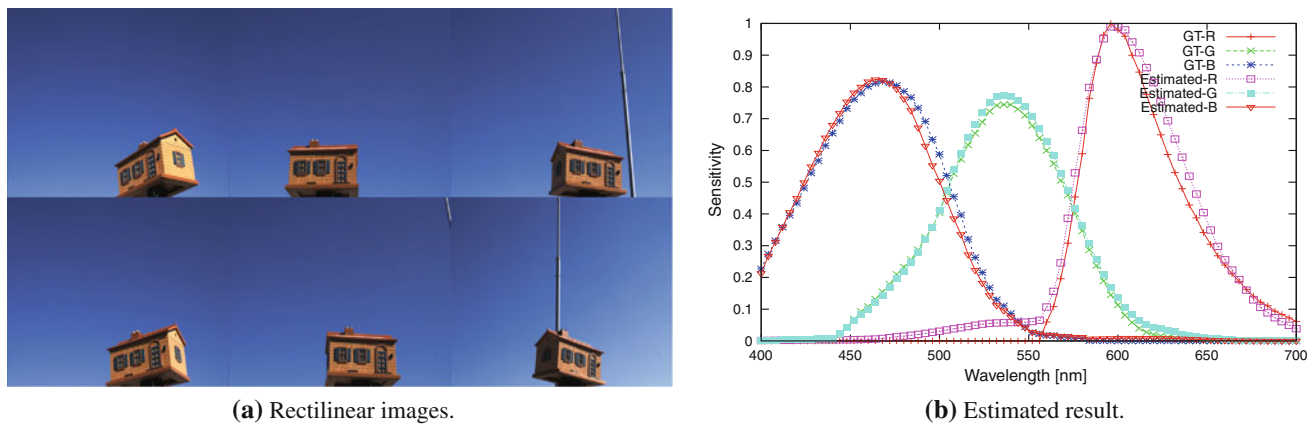 1
0.9
0.8
0.7
0.6
0.5
0.4
0.3
0.2
0.1
0
Sensitivity
GT-R
GT-G
GT-B
Estimated-R
Estimated-G
Estimated-B
400 450 500 550 600 650 700
Wavelength [nm]
(a) Rectilinear images.
(b) Estimated result.